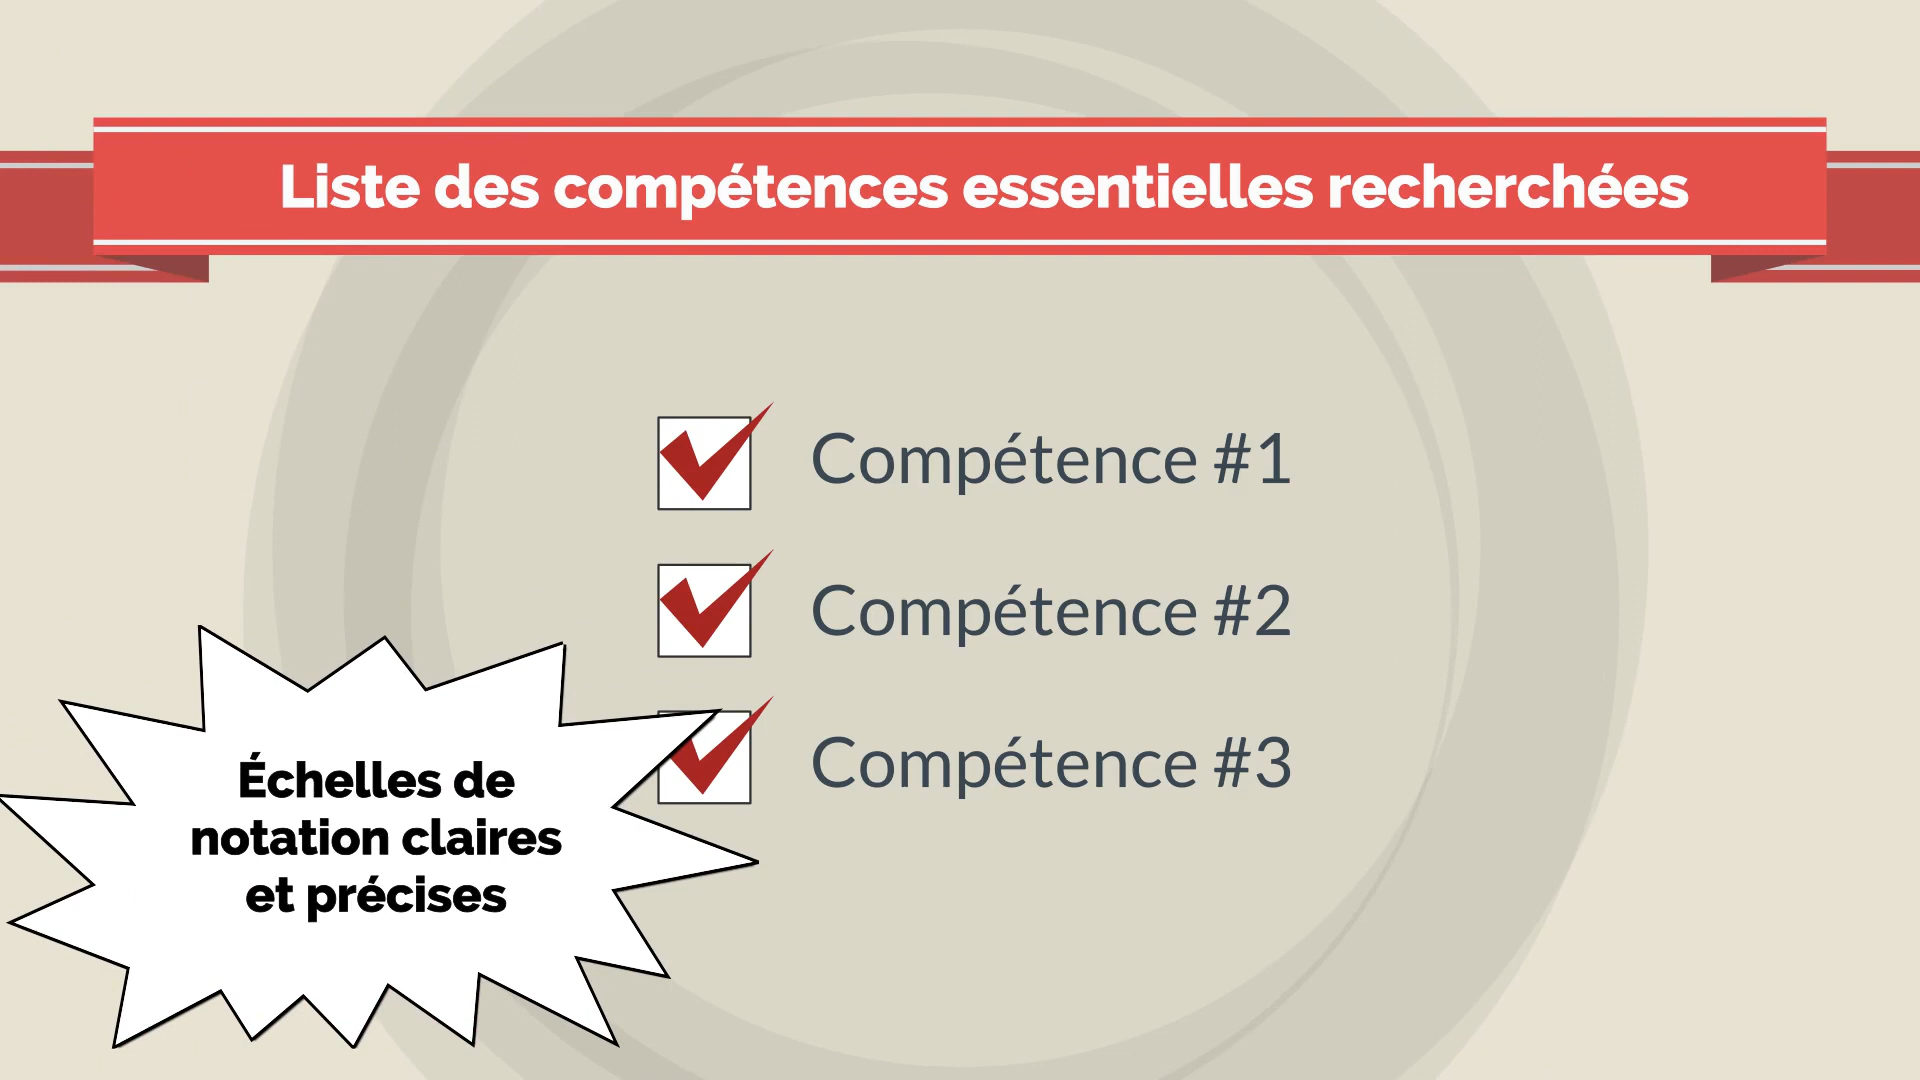 Liste des compétences essentielles recherchées
Compétence #1
Compétence #2
Compétence #3
Échelles de
notation claires
et précises